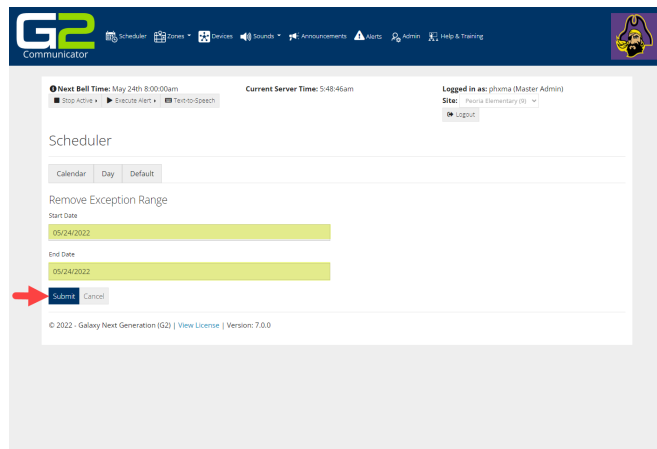 G2
Communicator
Scheduler Zones Devices Sounds Announcements Alerts Admin Help & Training
Next Bell Time: May 24th 8:00:00am Current Server Time: 5:48:46am Logged in as: phxma (Master Admin)
Stop Active Execute Alert Text-to-Speech Site: Peoria Elementary (9)
Logout
Scheduler
Calendar Day Default
Remove Exception Range
Start Date
05/24/2022
End Date
05/24/2022
Submit Cancel
© 2022 - Galaxy Next Generation (G2) | View License | Version: 7.0.0